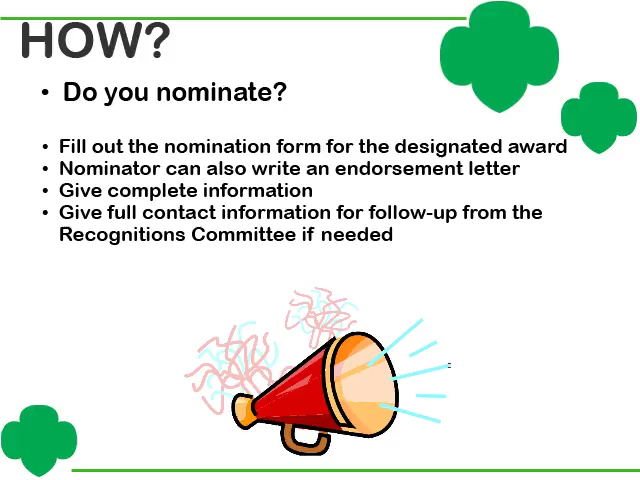 HOW?
• Do you nominate?
• Fill out the nomination form for the designated award
• Nominator can also write an endorsement letter
• Give complete information
• Give full contact information for follow-up from the
Recognitions Committee if needed